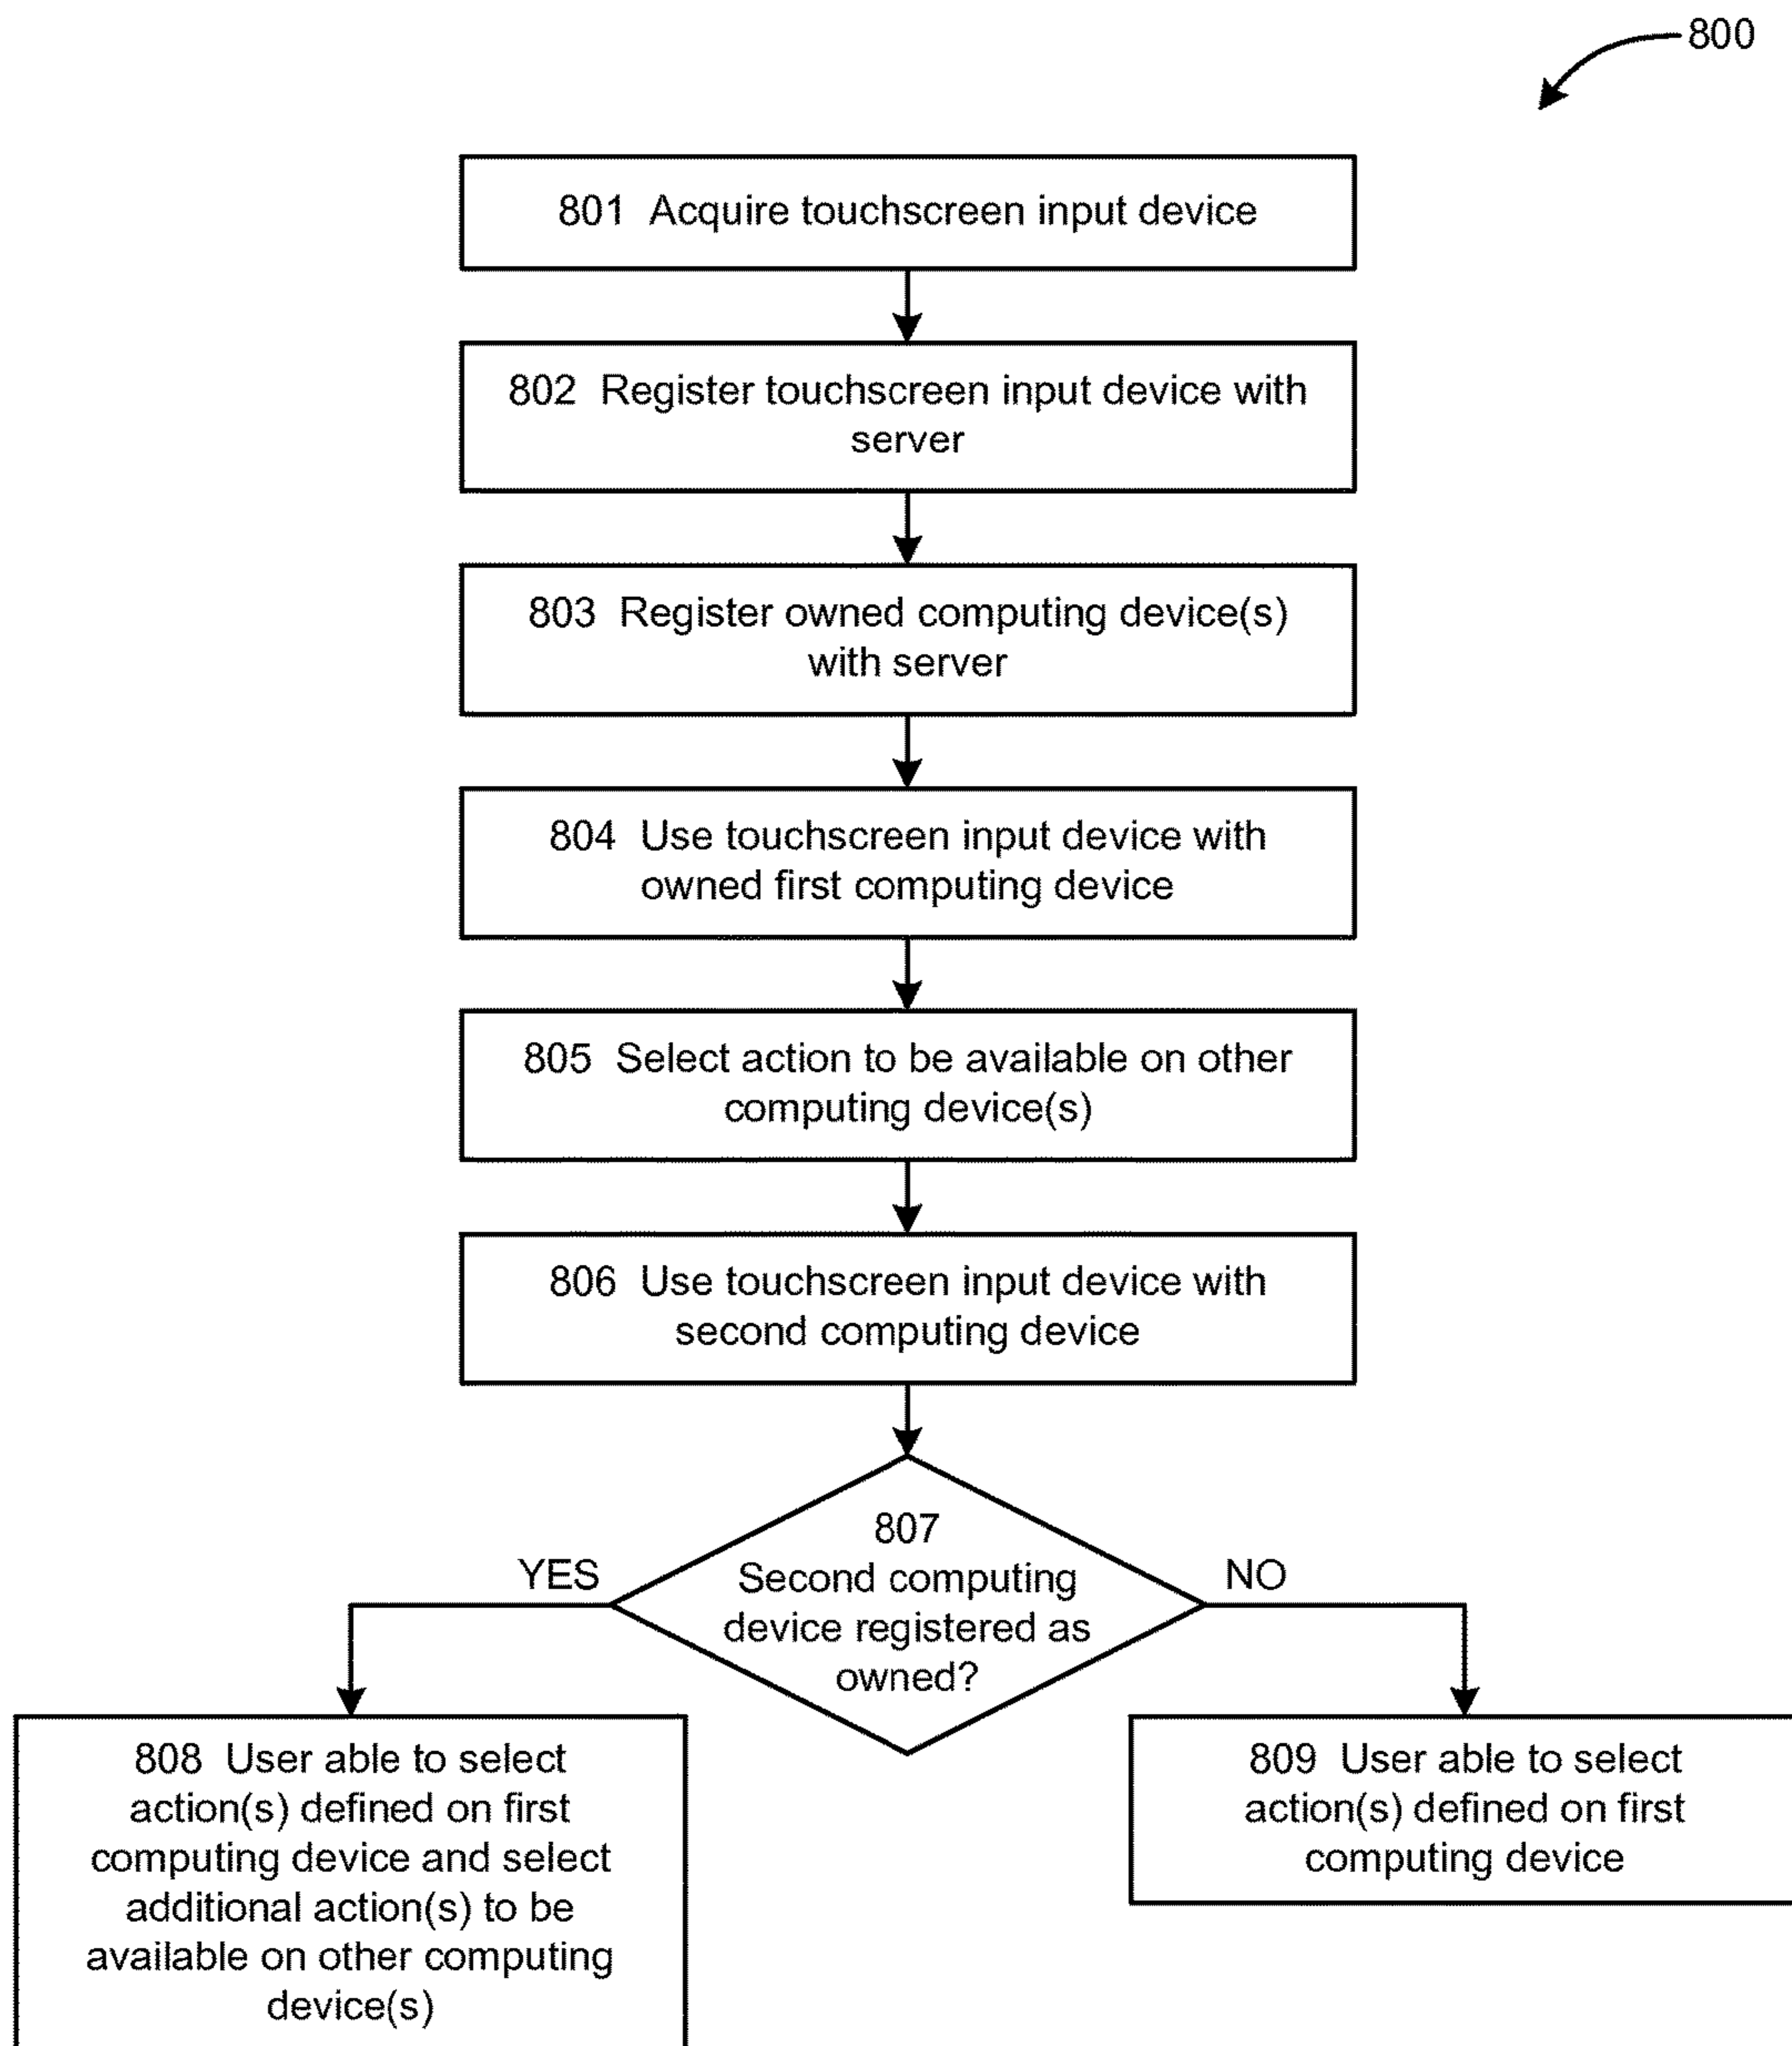 800
801 Acquire touchscreen input device
802 Register touchscreen input device with
server
803 Register owned computing device(s)
with server
804 Use touchscreen input device with
owned first computing device
805 Select action to be available on other
computing device(s)
806 Use touchscreen input device with
second computing device
807
Second computing
device registered as
owned?
YES
NO
808 User able to select
action(s) defined on first
computing device and select
additional action(s) to be
available on other computing
device(s)
809 User able to select
action(s) defined on first
computing device